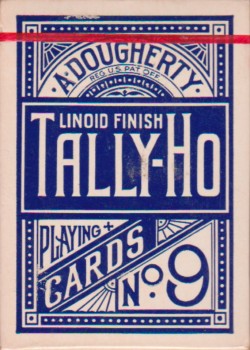 A. DOUGHERTY
REG. U.S. PAT. OFF.
LINOID FINISH
TALLY-HO
PLAYING +
CARDS
No. 9